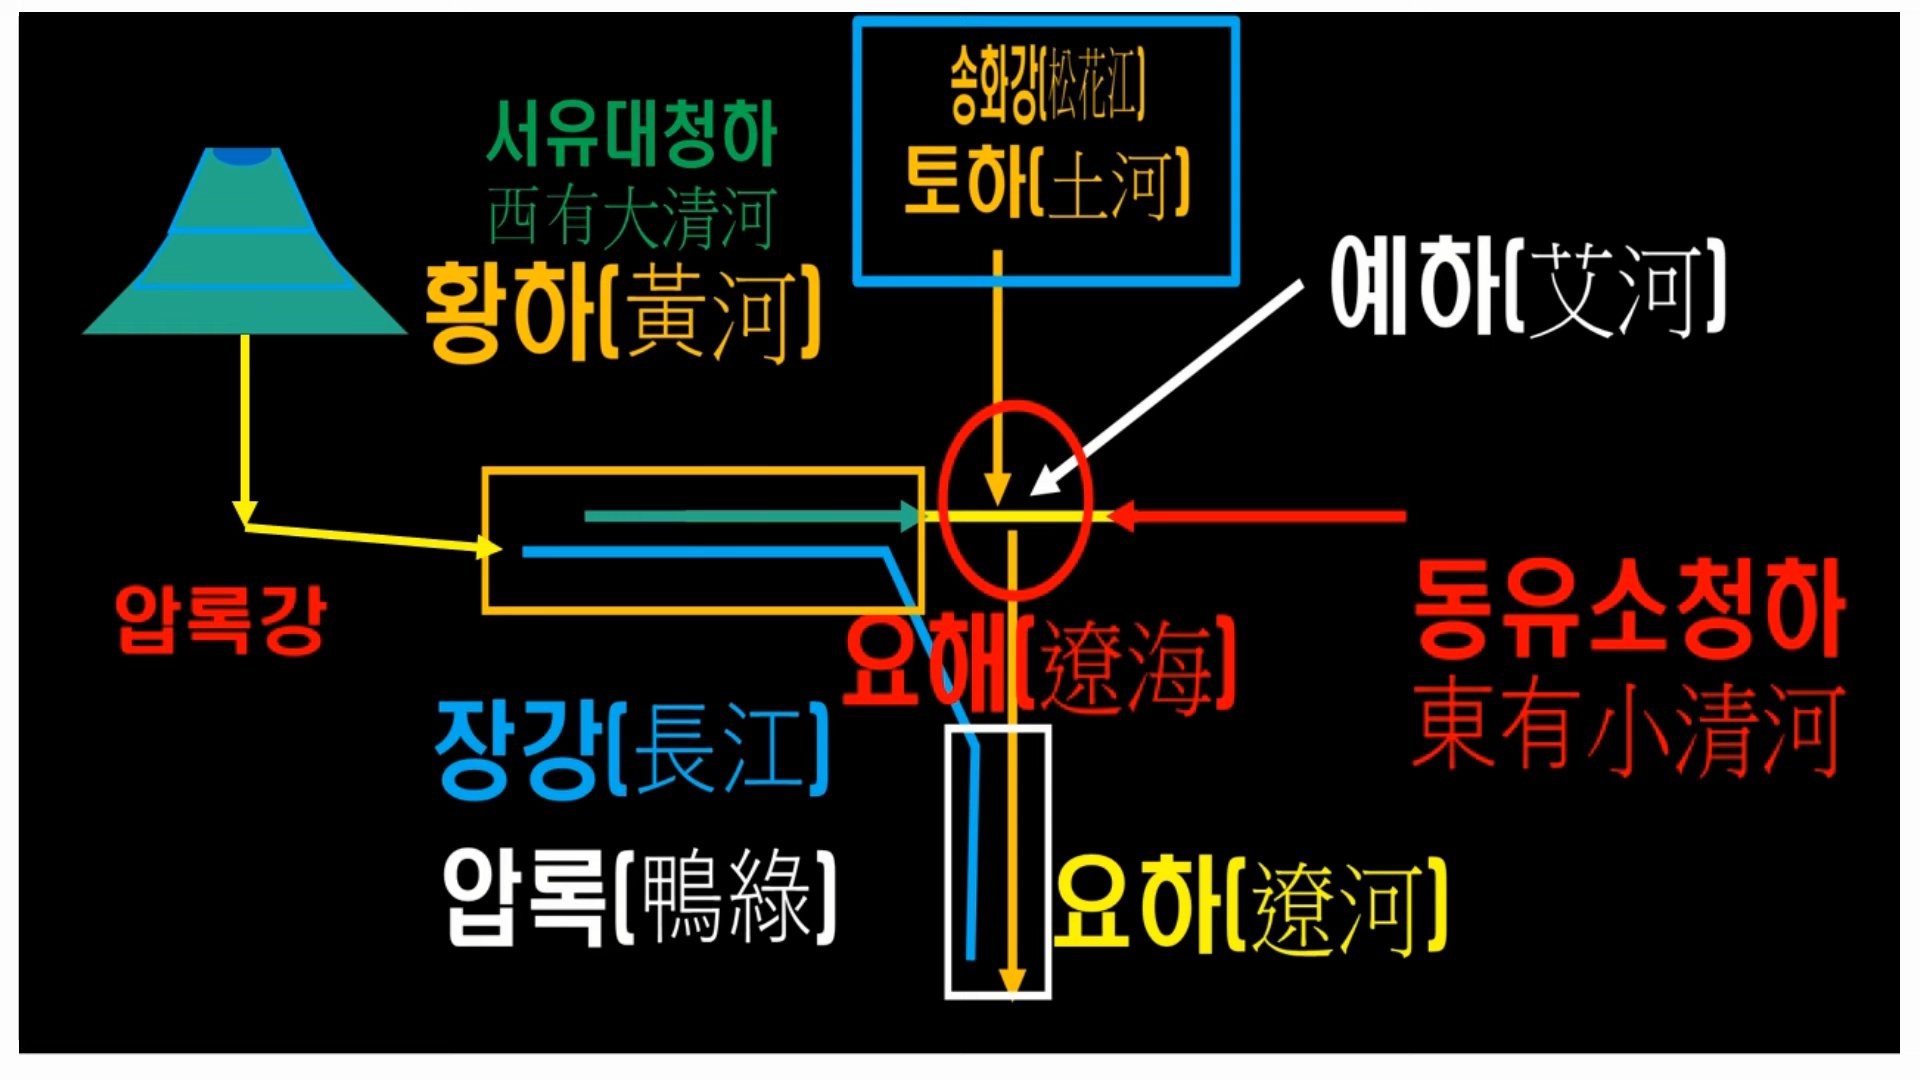 송화강(松花江)
토하(土河)
서유대청하
西有大清河
황하(黃河)
예하(艾河)
압록강
동유소청하
東有小清河
요해(遼海)
장강(長江)
압록(鴨綠)
요하(遼河)